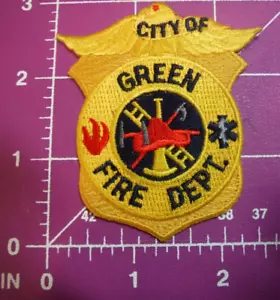 3
CITY OF
GREEN
2
1
FIRE DEPT.
42
38
37
0
IN 0
1
2